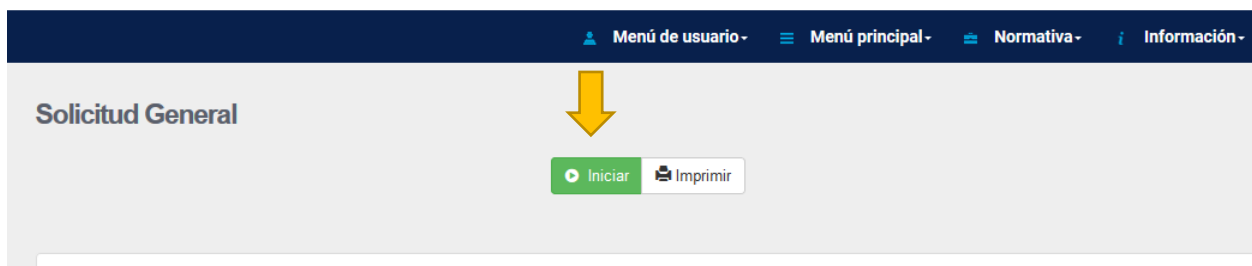 Menú de usuario Menú principal Normativa Información
Solicitud General
Iniciar Imprimir